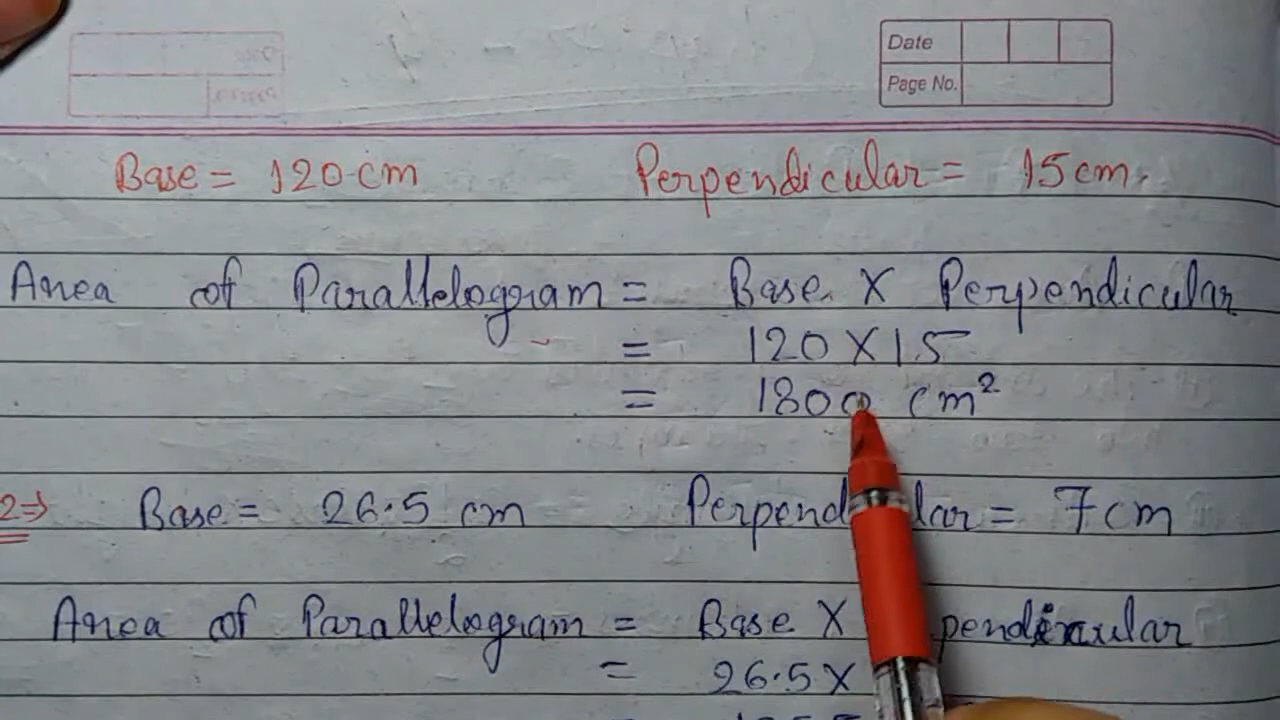 Date
Page No.
Base = 120 cm Perpendicular = 15 cm.
Area of Parallelogram = Base X Perpendicular
= 120 X 15
= 1800 cm²
2⇒ Base = 26.5 cm Perpend lar = 7 cm
Area of Parallelogram = Base X pendicular
= 26.5 X
=